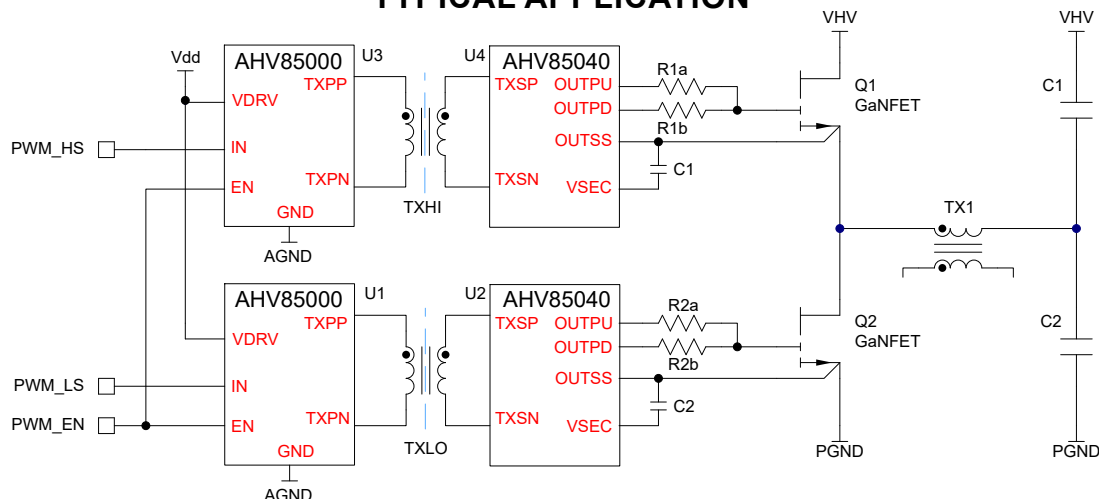 TYPICAL APPLICATION
VHV
VHV
Vdd
AHV85000
U3
U4
AHV85040
TXPP
TXSP
OUTPU
R1a
Q1
GaNFET
C1
VDRV
OUTPD
R1b
PWM_HS
IN
OUTSS
C1
EN
TXPN
TXSN
VSEC
GND
TXHI
TX1
AGND
AHV85000
U1
U2
AHV85040
TXPP
TXSP
OUTPU
R2a
Q2
GaNFET
C2
VDRV
OUTPD
R2b
PWM_LS
IN
OUTSS
C2
PWM_EN
EN
TXPN
TXSN
VSEC
GND
TXLO
PGND
PGND
AGND